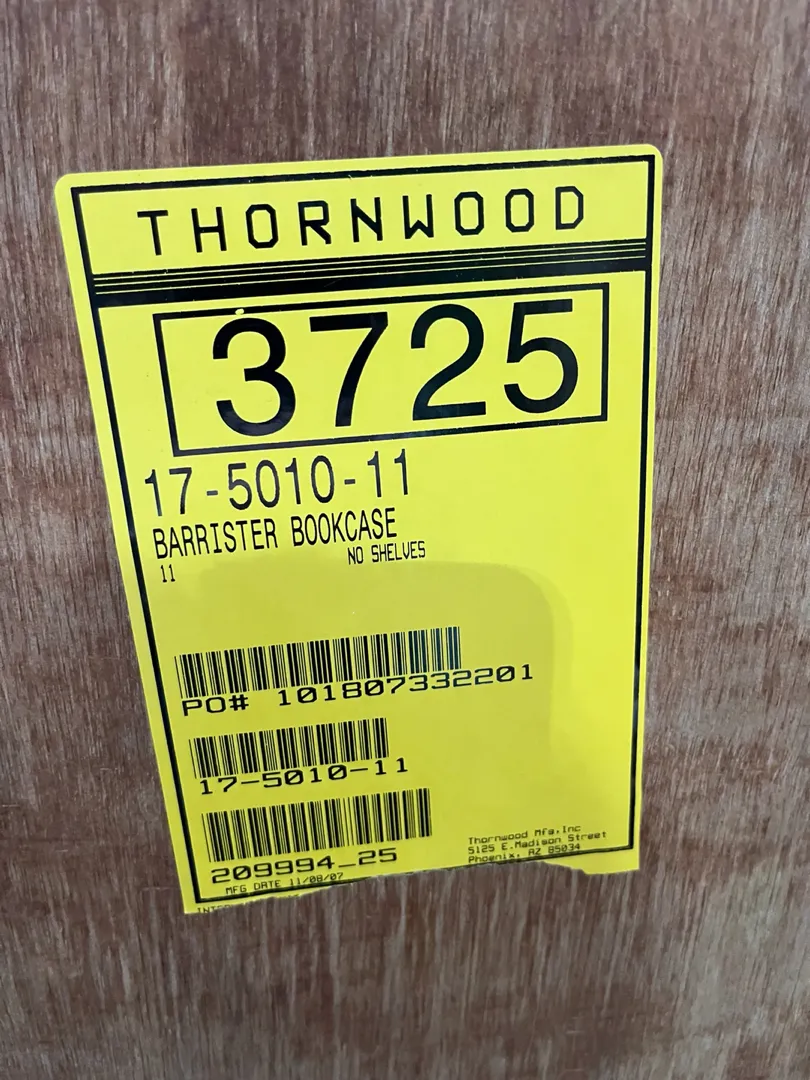 THORNWOOD
3725
17-5010-11
BARRISTER BOOKCASE
NO SHELVES
11
PO# 101807332201
17-5010-11
209994_25
MFG DATE 11/08/07
Thornwood Mfg,Inc
5125 E.Madison Street
Phoenix, AZ 85034